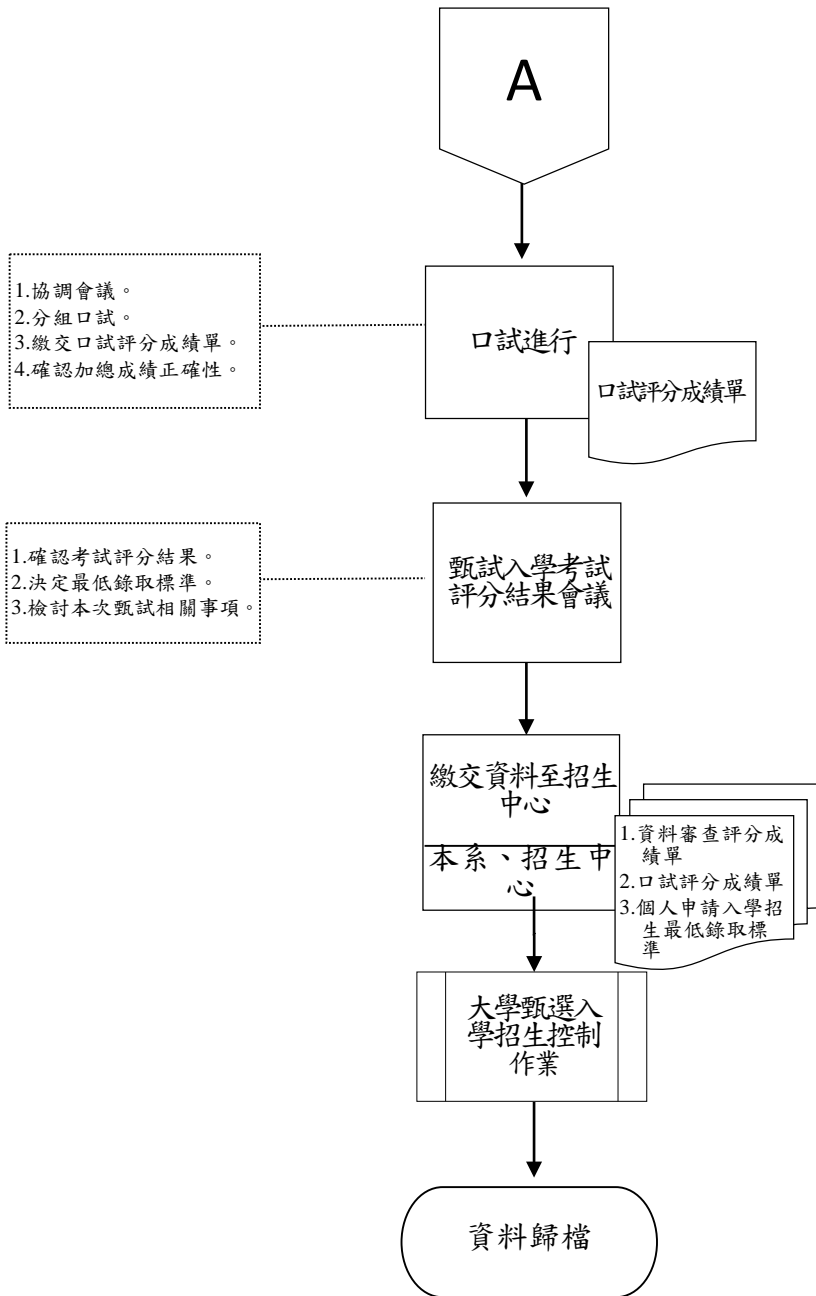 A
1.協調會議。
2.分組口試。
3.繳交口試評分成績單。
4.確認加總成績正確性。
口試進行
口試評分成績單
1.確認考試評分結果。
2.決定最低錄取標準。
3.檢討本次甄試相關事項。
甄試入學考試
評分結果會議
繳交資料至招生
中心
本系、招生中
心
1.資料審查評分成
績單
2.口試評分成績單
3.個人申請入學招
生最低錄取標
準
大學甄選入
學招生控制
作業
資料歸檔